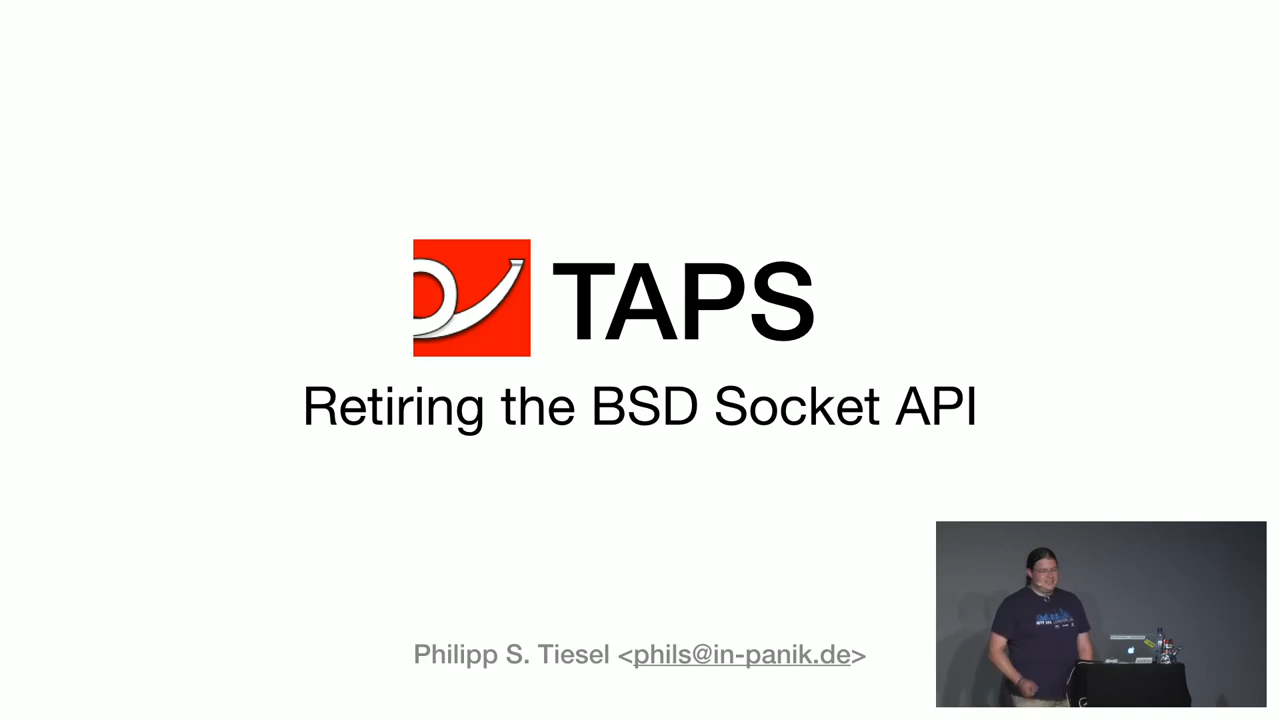 TAPS
Retiring the BSD Socket API
Philipp S. Tiesel <phils@in-panik.de>